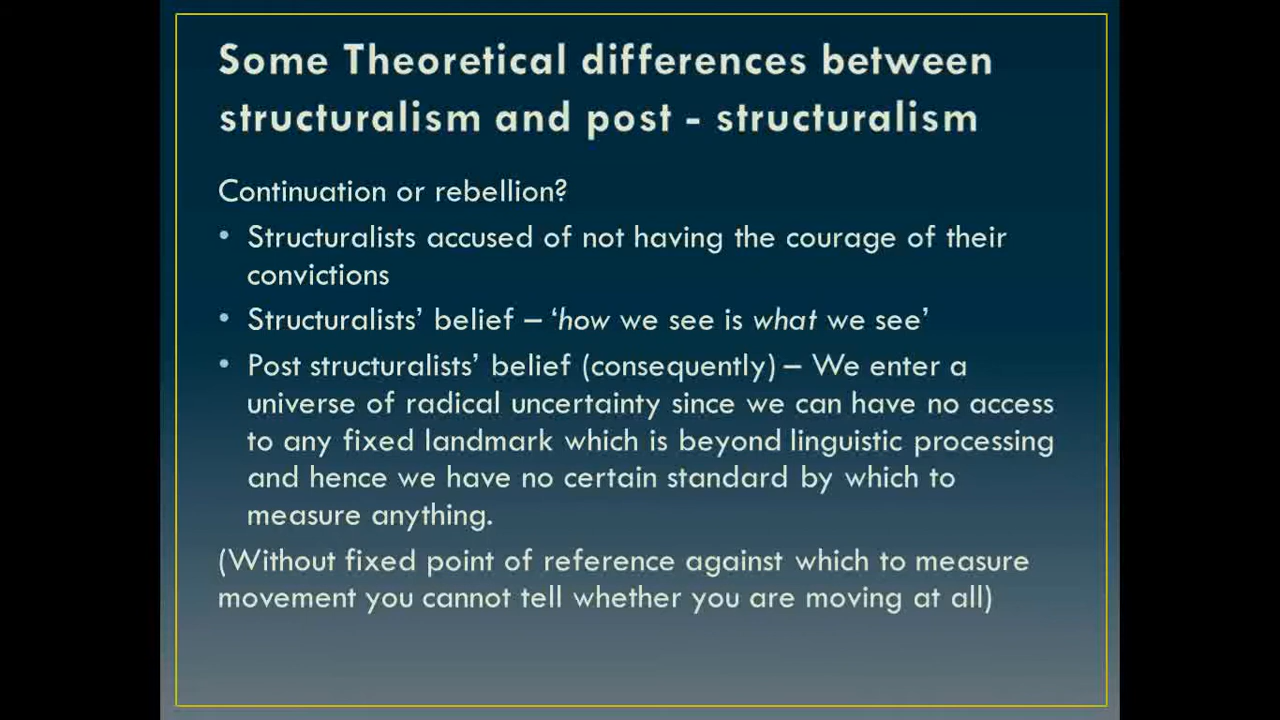 Some Theoretical differences between
structuralism and post - structuralism
Continuation or rebellion?
• Structuralists accused of not having the courage of their
convictions
• Structuralists’ belief – ‘how we see is what we see’
• Post structuralists’ belief (consequently) – We enter a
universe of radical uncertainty since we can have no access
to any fixed landmark which is beyond linguistic processing
and hence we have no certain standard by which to
measure anything.
(Without fixed point of reference against which to measure
movement you cannot tell whether you are moving at all)